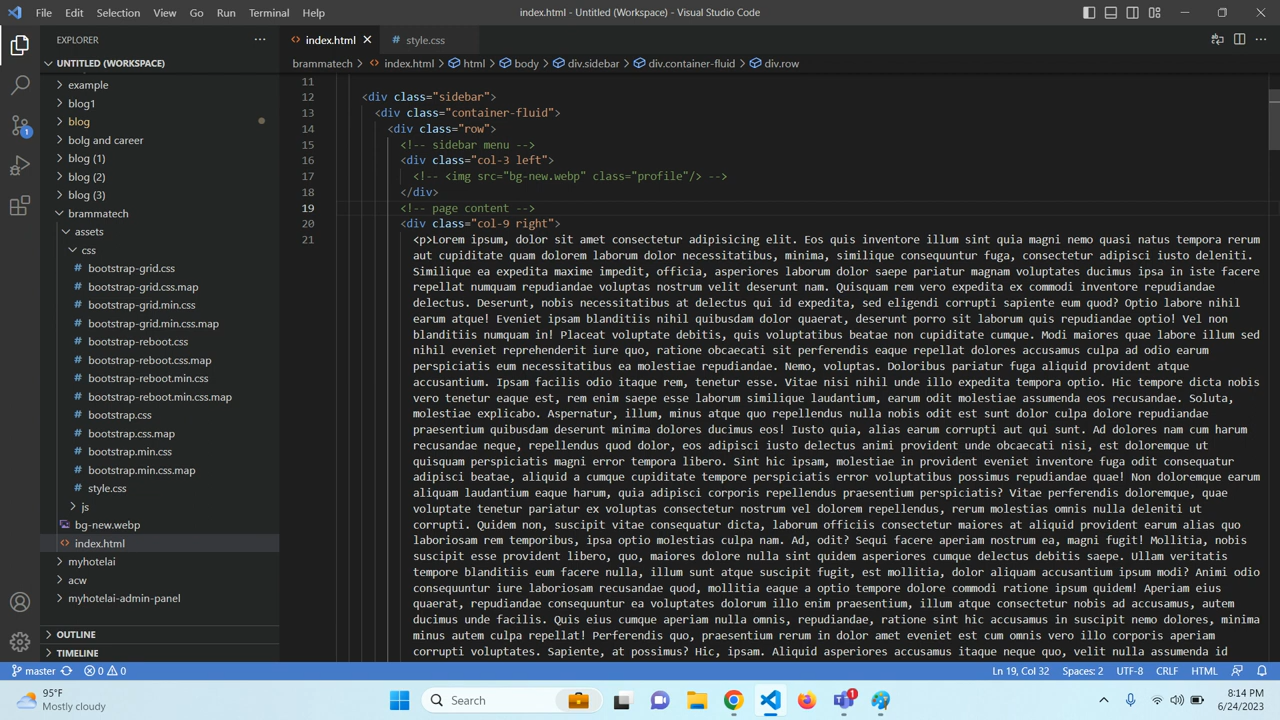 File Edit Selection View Go Run Terminal Help
index.html - Untitled (Workspace) - Visual Studio Code
EXPLORER
index.html
style.css
UNTITLED (WORKSPACE)
brammatech > index.html > html > body > div.sidebar > div.container-fluid > div.row
example
blog1
blog
bolg and career
blog (1)
blog (2)
blog (3)
brammatech
assets
css
bootstrap-grid.css
bootstrap-grid.css.map
bootstrap-grid.min.css
bootstrap-grid.min.css.map
bootstrap-reboot.css
bootstrap-reboot.css.map
bootstrap-reboot.min.css
bootstrap-reboot.min.css.map
bootstrap.css
bootstrap.css.map
bootstrap.min.css
bootstrap.min.css.map
style.css
js
bg-new.webp
index.html
myhotelai
acw
myhotelai-admin-panel
OUTLINE
TIMELINE
11
12 <div class="sidebar">
13 <div class="container-fluid">
14 <div class="row">
15 <!-- sidebar menu -->
16 <div class="col-3 left">
17 <!-- <img src="bg-new.webp" class="profile"/> -->
18 </div>
19 <!-- page content -->
20 <div class="col-9 right">
21 <p>Lorem ipsum, dolor sit amet consectetur adipisicing elit. Eos quis inventore illum sint quia magni nemo quasi natus tempora rerum
aut cupiditate quam dolorem laborum dolor necessitatibus, minima, similique consequuntur fuga, consectetur adipisci iusto deleniti.
Similique ea expedita maxime impedit, officia, asperiores laborum dolor saepe pariatur magnam voluptates ducimus ipsa in iste facere
repellat numquam repudiandae voluptas nostrum velit deserunt nam. Quisquam rem vero expedita ex commodi inventore repudiandae
delectus. Deserunt, nobis necessitatibus at delectus qui id expedita, sed eligendi corrupti sapiente eum quod? Optio labore nihil
earum atque! Eveniet ipsam blanditiis nihil quibusdam dolor quaerat, deserunt porro sit laborum quis repudiandae optio! Vel non
blanditiis numquam in! Placeat voluptate debitis, quis voluptatibus beatae non cupiditate cumque. Modi maiores quae labore illum sed
nihil eveniet reprehenderit iure quo, ratione obcaecati sit perferendis eaque repellat dolores accusamus culpa ad odio earum
perspiciatis eum necessitatibus ea molestiae repudiandae. Nemo, voluptas. Doloribus pariatur fuga aliquid provident atque
accusantium. Ipsam facilis odio itaque rem, tenetur esse. Vitae nisi nihil unde illo expedita tempora optio. Hic tempore dicta nobis
vero tenetur eaque est, rem enim saepe esse laborum similique laudantium, earum odit molestiae assumenda eos recusandae. Soluta,
molestiae explicabo. Aspernatur, illum, minus atque quo repellendus nulla nobis odit est sunt dolor culpa dolore repudiandae
praesentium quibusdam deserunt minima dolores ducimus eos! Iusto quia, alias earum corrupti aut qui sunt. Ad dolores nam cum harum
recusandae neque, repellendus quod dolor, eos adipisci iusto delectus animi provident unde obcaecati nisi, est doloremque ut
quisquam perspiciatis magni error tempora libero. Sint hic ipsam, molestiae in provident eveniet inventore fuga odit consequatur
adipisci beatae, aliquid a cumque cupiditate tempore perspiciatis error voluptatibus possimus repudiandae quae! Non doloremque earum
aliquam laudantium eaque harum, quia adipisci corporis repellendus praesentium perspiciatis? Vitae perferendis doloremque, quae
voluptate tenetur pariatur ex voluptates consectetur nostrum vel dolorem repellendus, rerum molestias omnis nulla deleniti ut
corrupti. Quidem non, suscipit vitae consequatur dicta, laborum officiis consectetur maiores at aliquid provident earum alias quo
laboriosam rem temporibus, ipsa optio molestias culpa nam. Ad, odit? Sequi facere aperiam nostrum ea, magni fugit! Mollitia, nobis
suscipit esse provident libero, quo, maiores dolore nulla sint quidem asperiores cumque delectus debitis saepe. Ullam veritatis
tempore blanditiis eum facere nulla, illum sunt atque suscipit fugit, est mollitia, dolor aliquam accusantium ipsum modi? Animi odio
consequuntur iure laboriosam recusandae quod, mollitia eaque a optio tempore dolore commodi ratione ipsum quidem! Aperiam eius
quaerat, repudiandae consequuntur ea voluptates dolorum illo enim praesentium, illum atque consectetur nobis ad accusamus, autem
ducimus unde facilis. Quis eius cumque aperiam nulla omnis, repudiandae, ratione sint hic accusamus in suscipit nemo dolores, minima
minus autem culpa repellat! Perferendis quo, praesentium rerum in dolor amet eveniet est cum omnis vero illo corporis aperiam
corrupti voluptates. Sapiente, at possimus? Hic, ipsam. Aliquid asperiores accusamus itaque neque quo, velit nulla assumenda id
master 0 0
Ln 19, Col 32 Spaces: 2 UTF-8 CRLF HTML
95°F
Mostly cloudy
Search
1
1
8:14 PM
6/24/2023